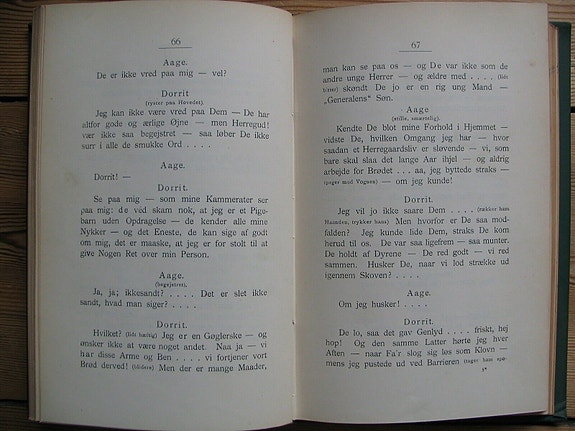 66
Aage.
De er ikke vred paa mig — vel?
Dorrit
(ryster paa Hovedet).
Jeg kan ikke være vred paa Dem — De har
altfor gode og ærlige Øjne — men Herregud!
vær ikke saa begejstret — saa løber De ikke
surr i alle de smukke Ord . . . .
Aage.
Dorrit! —
Dorrit.
Se paa mig — som mine Kammerater ser
paa mig: de véd skam nok, at jeg er et Pige-
barn uden Opdragelse — de kender alle mine
Nykker — og det Eneste, de kan sige af godt
om mig, det er maaske, at jeg er for stolt til at
give Nogen Ret over min Person.
Aage.
(begejstret).
Ja, ja; ikkesandt? . . . . Det er slet ikke
sandt, hvad man siger? . . . .
Dorrit.
Hvilket? (lidt hæftig) Jeg er en Gøglerske — og
ønsker ikke at være noget andet. Naa ja — vi
har disse Arme og Ben . . . . vi fortjener vort
Brød derved! (blidere) Men der er mange Maader,
67
man kan se paa os — og De var ikke som de
andre unge Herrer — og ældre med . . . . (lidt
skøndt De jo er en rig ung Mand —
„Generalens“ Søn.
Aage
(stille, smærtelig).
Kendte De blot mine Forhold i Hjemmet —
vidste De, hvilken Omgang jeg har — hvor
saadan et Herregaardsliv er sløvende — vi, som
bare skal slaa det lange Aar ihjel — og aldrig
arbejde for Brødet . . . aa, jeg byttede straks —
(peger mod Vognen) — om jeg kunde!
Dorrit.
Jeg vil jo ikke saare Dem . . . . (rækker ham
Haanden, trykker hans) Men hvorfor er De saa mod-
falden? Jeg kunde lide Dem, straks De kom
herud til os. De var saa ligefrem — saa munter.
De holdt af Dyrene — De red godt — vi red
sammen. Husker De, naar vi lod strække ud
igennem Skoven? . . . .
Aage.
Om jeg husker! . . . .
Dorrit.
De lo, saa det gav Genlyd . . . . friskt, hej
hop! Og den samme Latter hørte jeg hver
Aften — naar Fa'r slog sig løs som Klovn —
mens jeg pustede ud ved Barrieren (tager ham spø-
5*